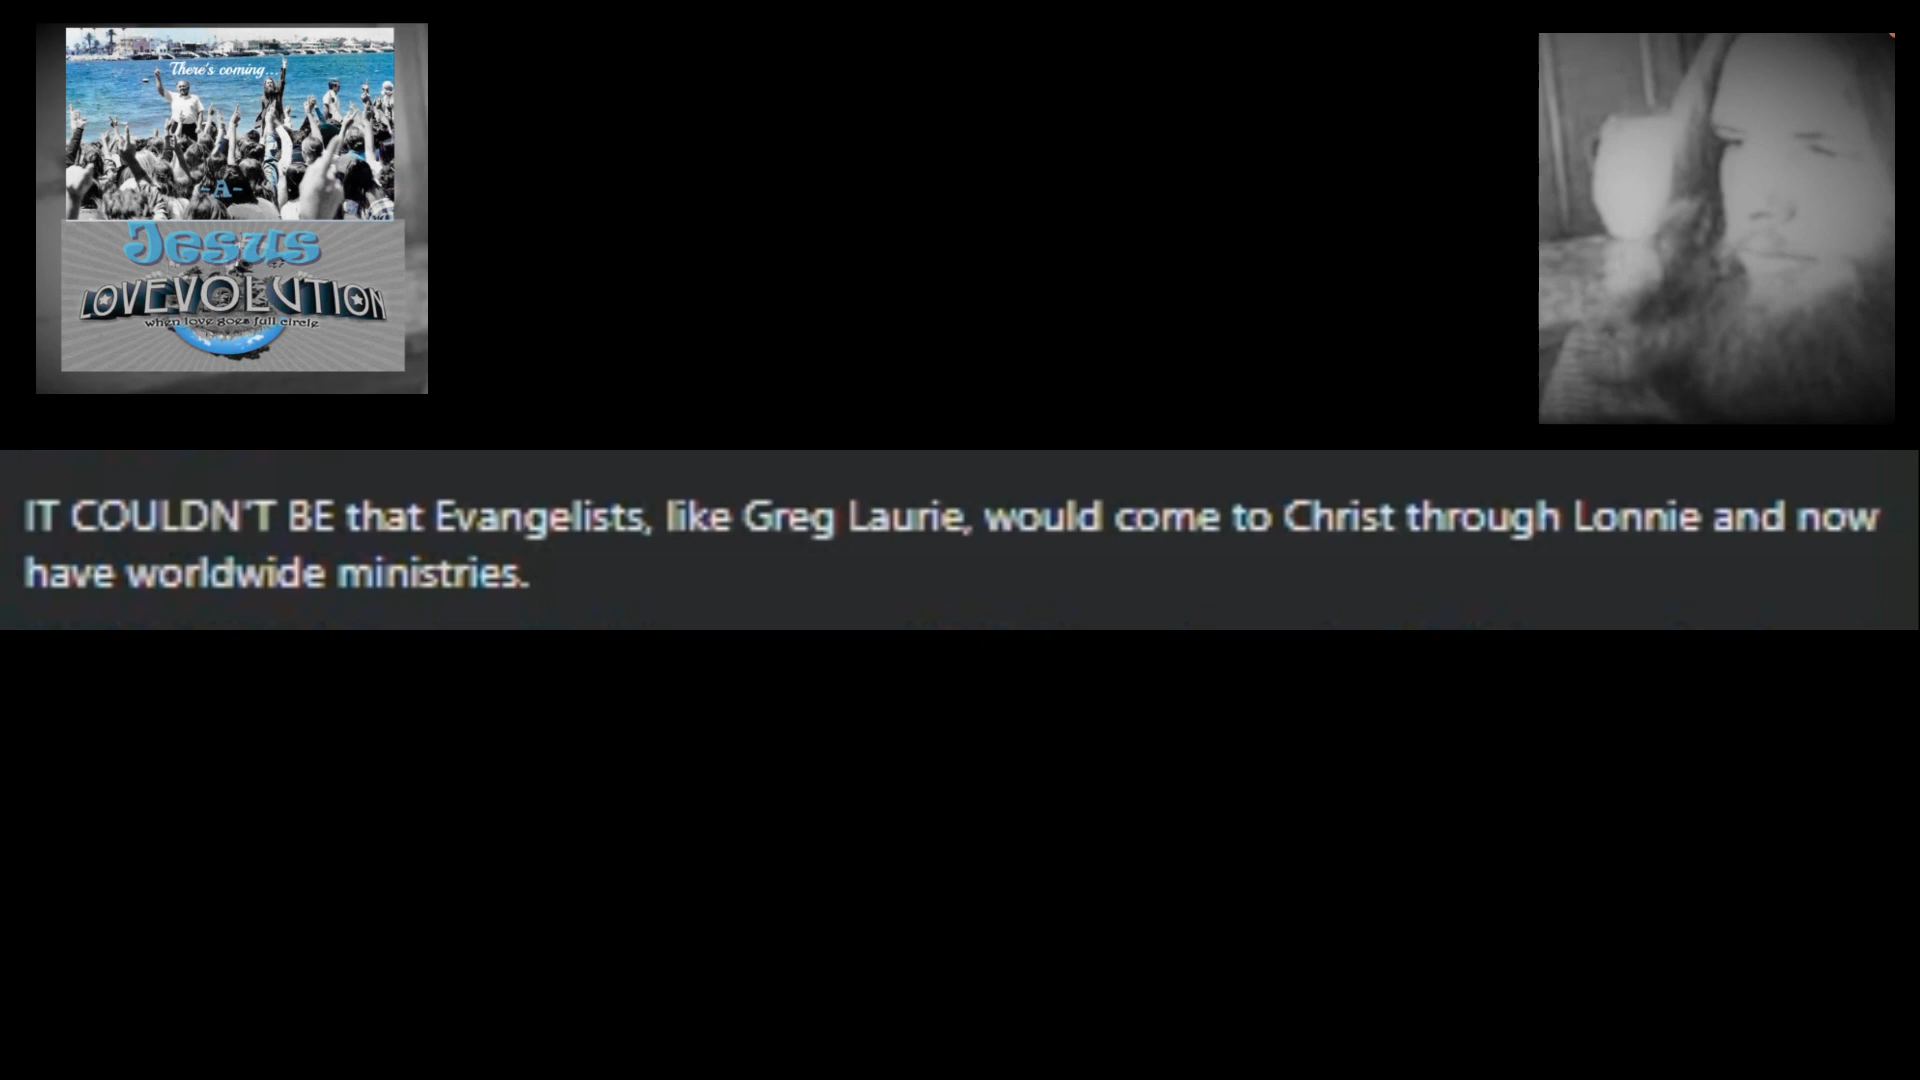 There's coming...
-A-
Jesus
LOVEVOLUTION
when love goes full circle
IT COULDN'T BE that Evangelists, like Greg Laurie, would come to Christ through Lonnie and now
have worldwide ministries.